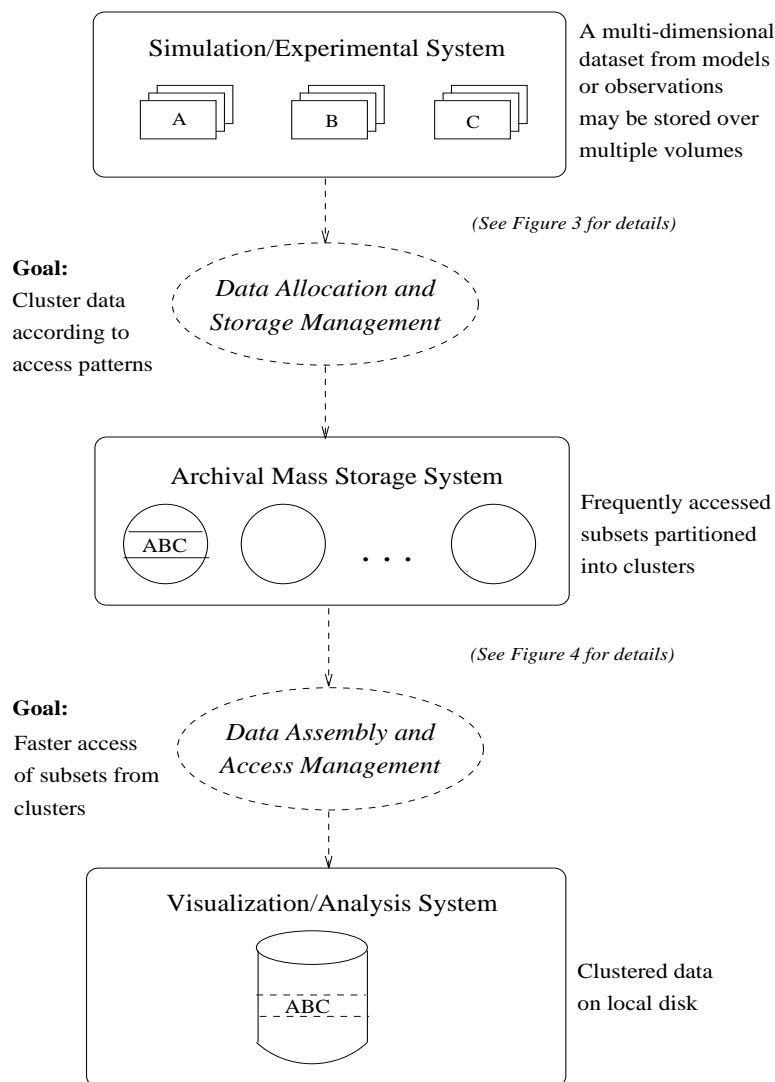 Simulation/Experimental System
A
B
C
A multi-dimensional
dataset from models
or observations
may be stored over
multiple volumes
(See Figure 3 for details)
Goal:
Cluster data
according to
access patterns
Data Allocation and
Storage Management
Archival Mass Storage System
ABC
. . .
Frequently accessed
subsets partitioned
into clusters
(See Figure 4 for details)
Goal:
Faster access
of subsets from
clusters
Data Assembly and
Access Management
Visualization/Analysis System
ABC
Clustered data
on local disk